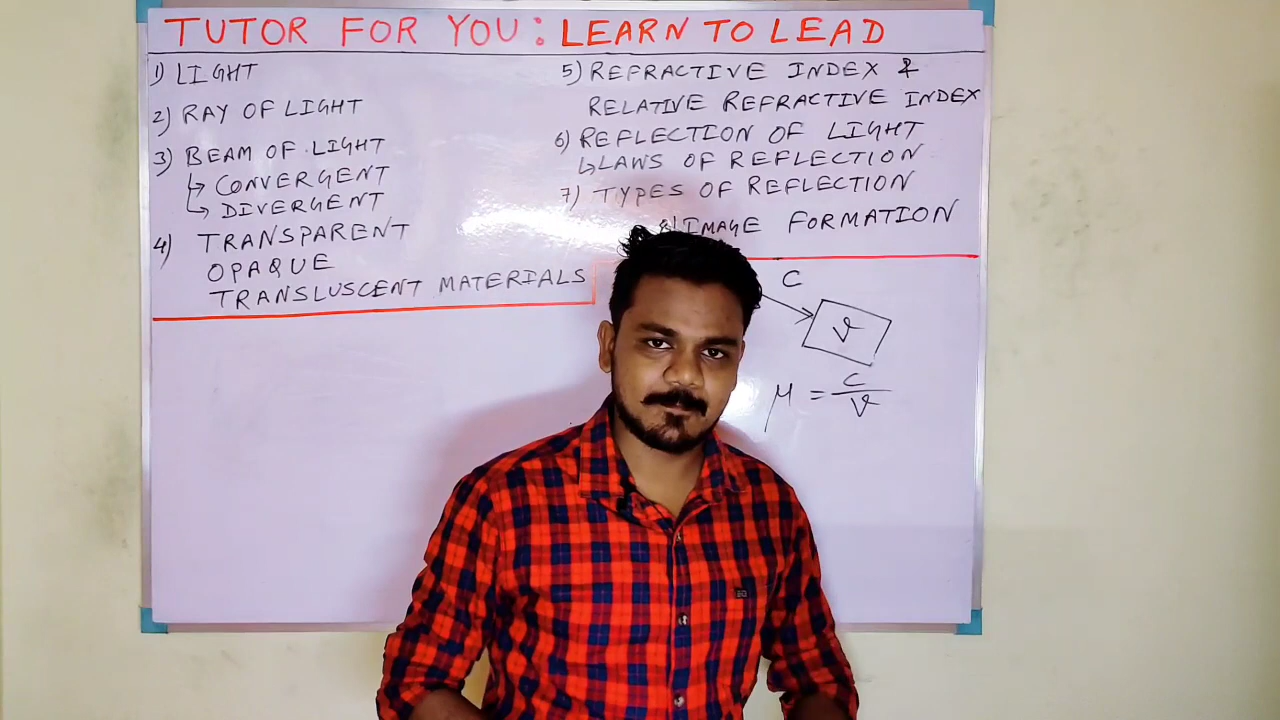 TUTOR FOR YOU: LEARN TO LEAD
1) LIGHT
2) RAY OF LIGHT
3) BEAM OF LIGHT
↳ CONVERGENT
↳ DIVERGENT
4) TRANSPARENT
OPAQUE
TRANSLUSCENT MATERIALS
5) REFRACTIVE INDEX &
RELATIVE REFRACTIVE INDEX
6) REFLECTION OF LIGHT
↳ LAWS OF REFLECTION
7) TYPES OF REFLECTION
IMAGE FORMATION
C
v
μ = c/v